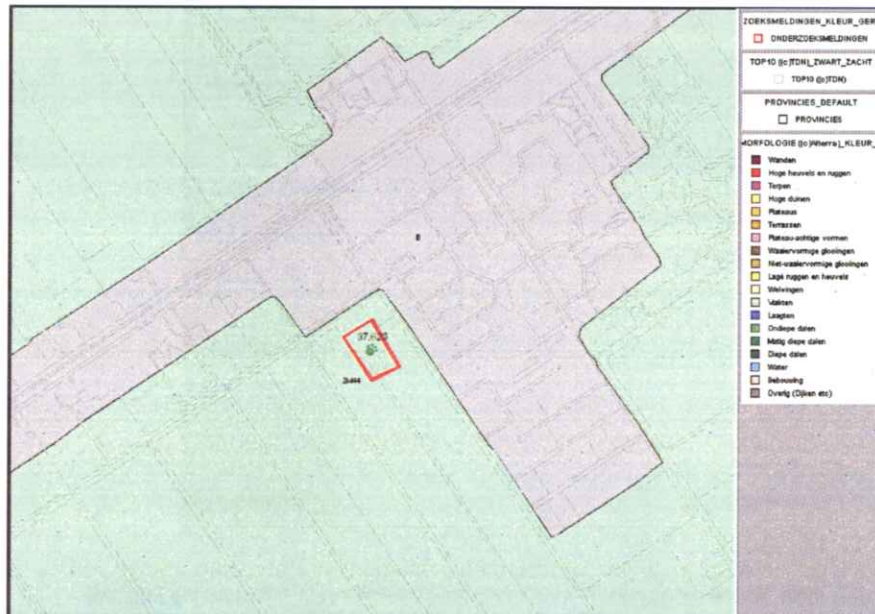 ZOEKSMELDINGEN_KLEUR_GER
ONDERZOEKSMELDINGEN
TOP10 ((c)TDN)_ZWART_ZACHT
TOP10 ((c)TDN)
PROVINCIES_DEFAULT
PROVINCIES
MORFOLOGIE ((c)Alterra)_KLEUR_
Wanden
Hoge heuvels en ruggen
Terpen
Hoge duinen
Plateaus
Terrassen
Plateau-achtige vormen
Waaiervormige glooiingen
Niet-waaiervormige glooiingen
Lage ruggen en heuvels
Welvingen
Vlakten
Laagten
Ondiepe dalen
Matig diepe dalen
Diepe dalen
Water
Bebouwing
Overig (Dijken etc)
B